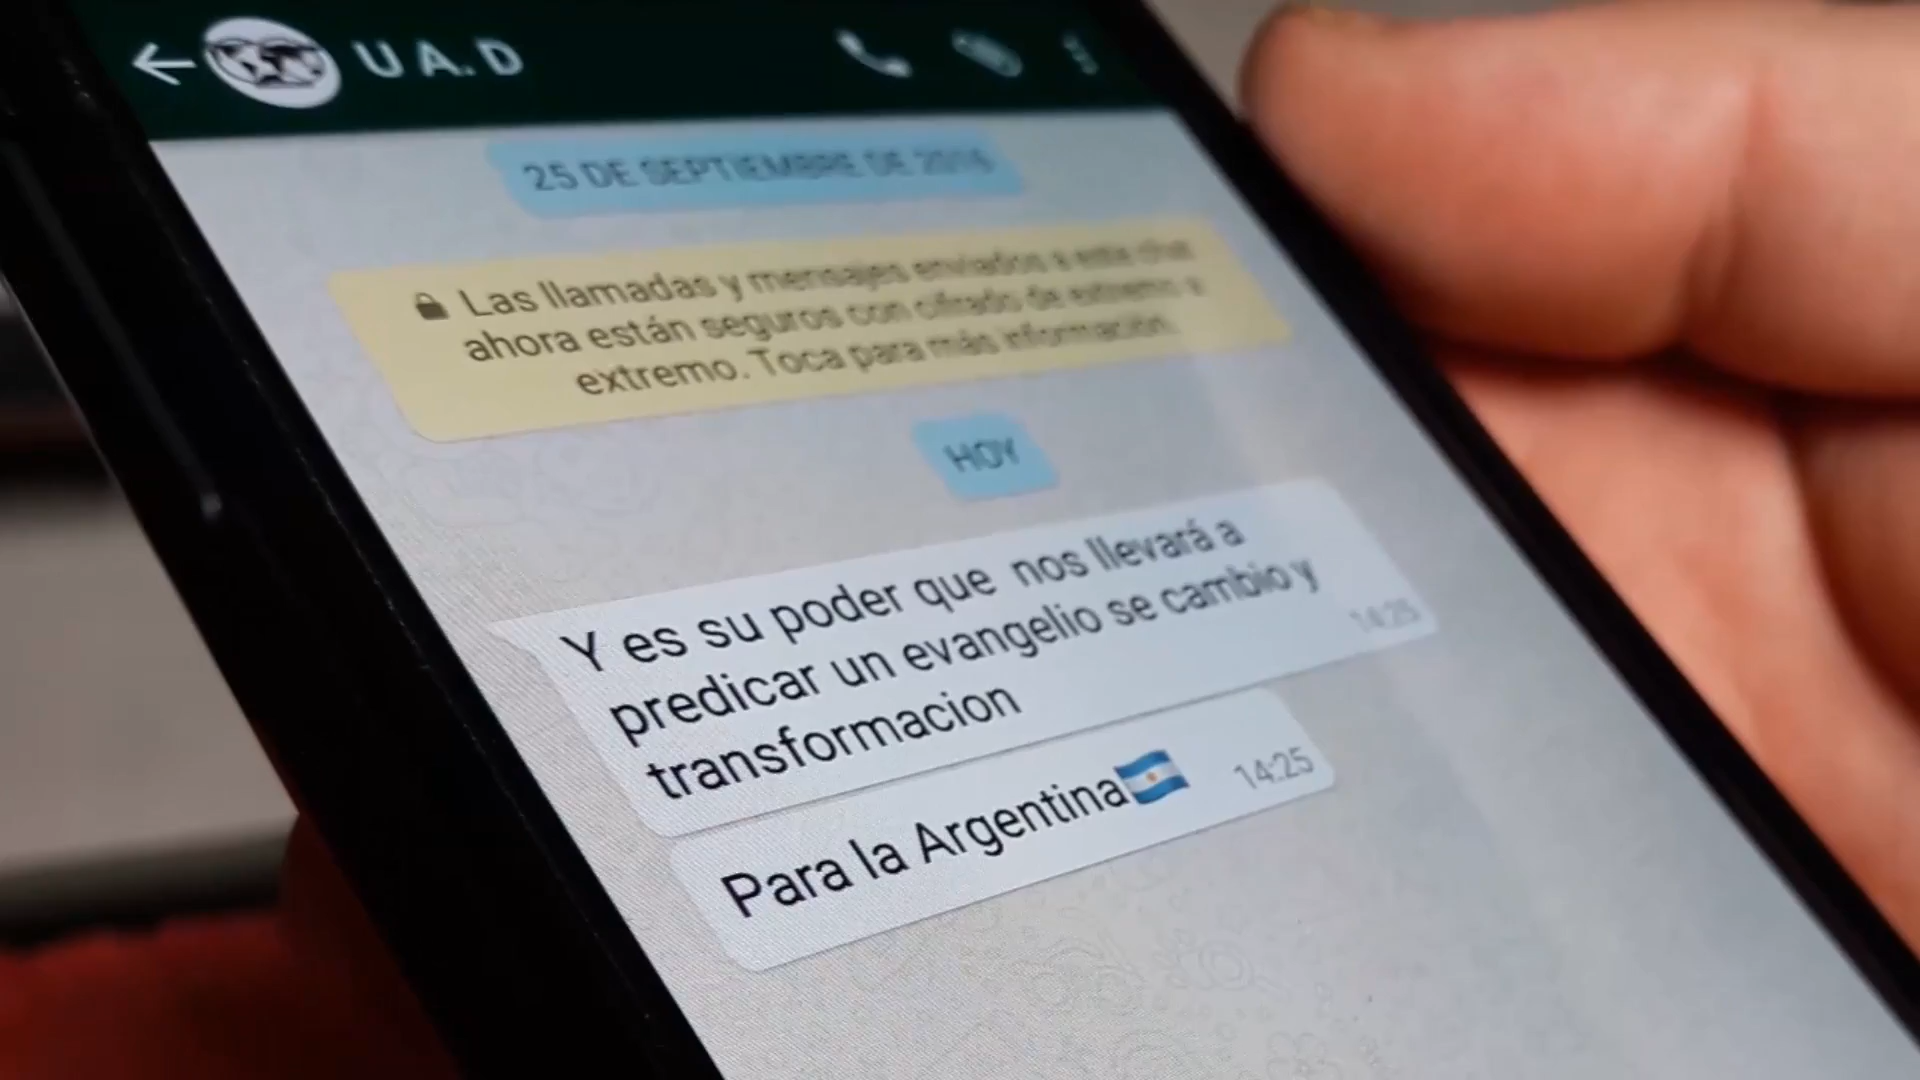 U A. D
25 DE SEPTIEMBRE DE 2016
Las llamadas y mensajes enviados a este chat
ahora están seguros con cifrado de extremo a
extremo. Toca para más información.
HOY
Y es su poder que nos llevará a
predicar un evangelio se cambio y
transformacion
14:25
Para la Argentina🇦🇷 14:25